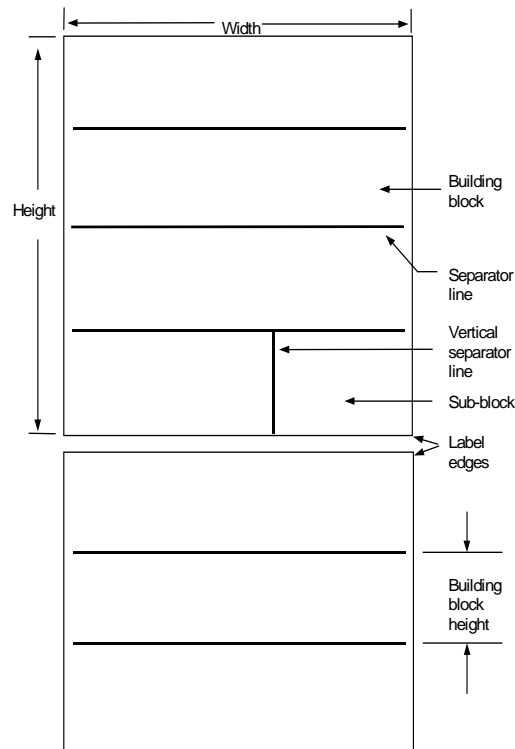 Width
Building
block
Height
Separator
line
Vertical
separator
line
Sub-block
Label
edges
Building
block
height